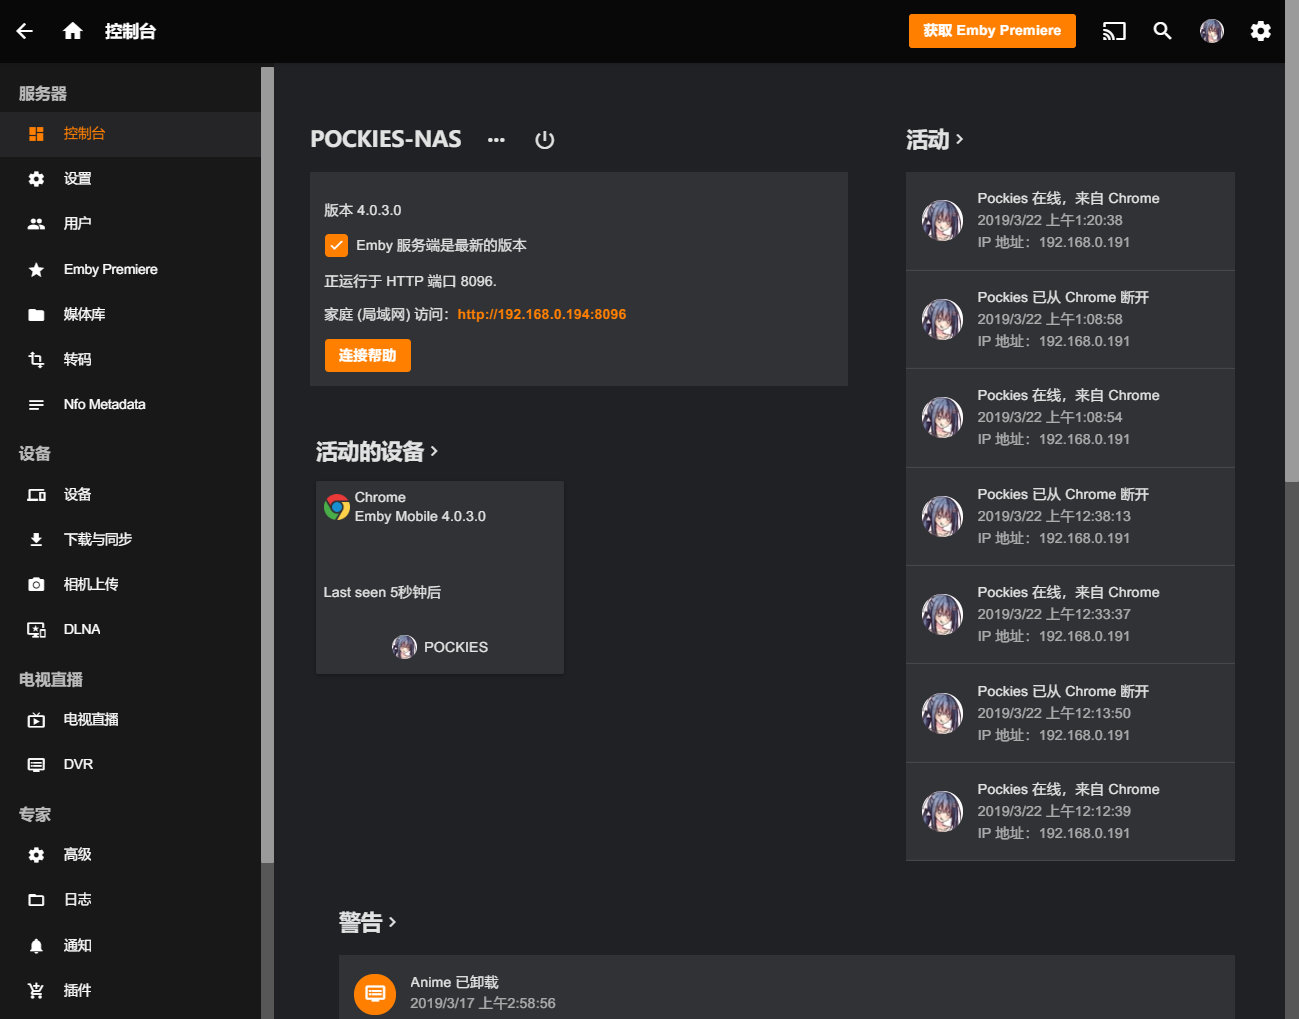 控制台
获取 Emby Premiere
服务器
控制台
设置
用户
Emby Premiere
媒体库
转码
Nfo Metadata
设备
设备
下载与同步
相机上传
DLNA
电视直播
电视直播
DVR
专家
高级
日志
通知
插件
POCKIES-NAS
版本 4.0.3.0
Emby 服务端是最新的版本
正运行于 HTTP 端口 8096.
家庭 (局域网) 访问：http://192.168.0.194:8096
连接帮助
活动的设备
Chrome
Emby Mobile 4.0.3.0
Last seen 5秒钟后
POCKIES
活动
Pockies 在线，来自 Chrome
2019/3/22 上午1:20:38
IP 地址：192.168.0.191
Pockies 已从 Chrome 断开
2019/3/22 上午1:08:58
IP 地址：192.168.0.191
Pockies 在线，来自 Chrome
2019/3/22 上午1:08:54
IP 地址：192.168.0.191
Pockies 已从 Chrome 断开
2019/3/22 上午12:38:13
IP 地址：192.168.0.191
Pockies 在线，来自 Chrome
2019/3/22 上午12:33:37
IP 地址：192.168.0.191
Pockies 已从 Chrome 断开
2019/3/22 上午12:13:50
IP 地址：192.168.0.191
Pockies 在线，来自 Chrome
2019/3/22 上午12:12:39
IP 地址：192.168.0.191
警告
Anime 已卸载
2019/3/17 上午2:58:56